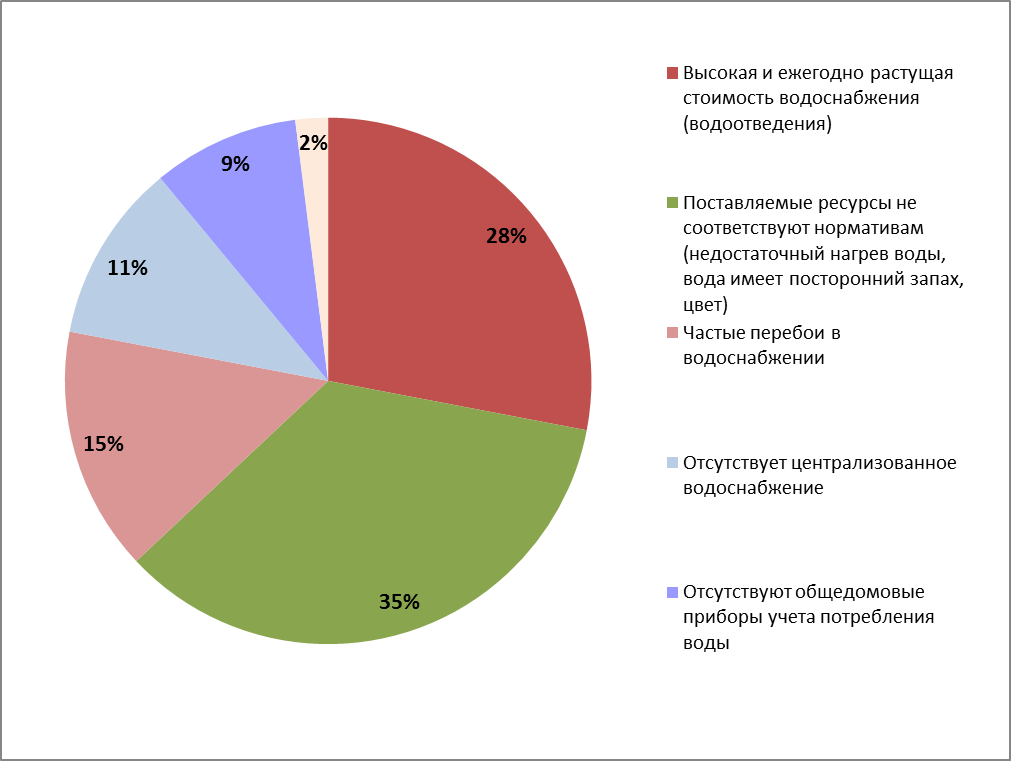 Высокая и ежегодно растущая
стоимость водоснабжения
(водоотведения)
Поставляемые ресурсы не
соответствуют нормативам
(недостаточный нагрев воды,
вода имеет посторонний запах,
цвет)
Частые перебои в
водоснабжении
Отсутствует централизованное
водоснабжение
Отсутствуют общедомовые
приборы учета потребления
воды
2%
9%
28%
11%
15%
35%